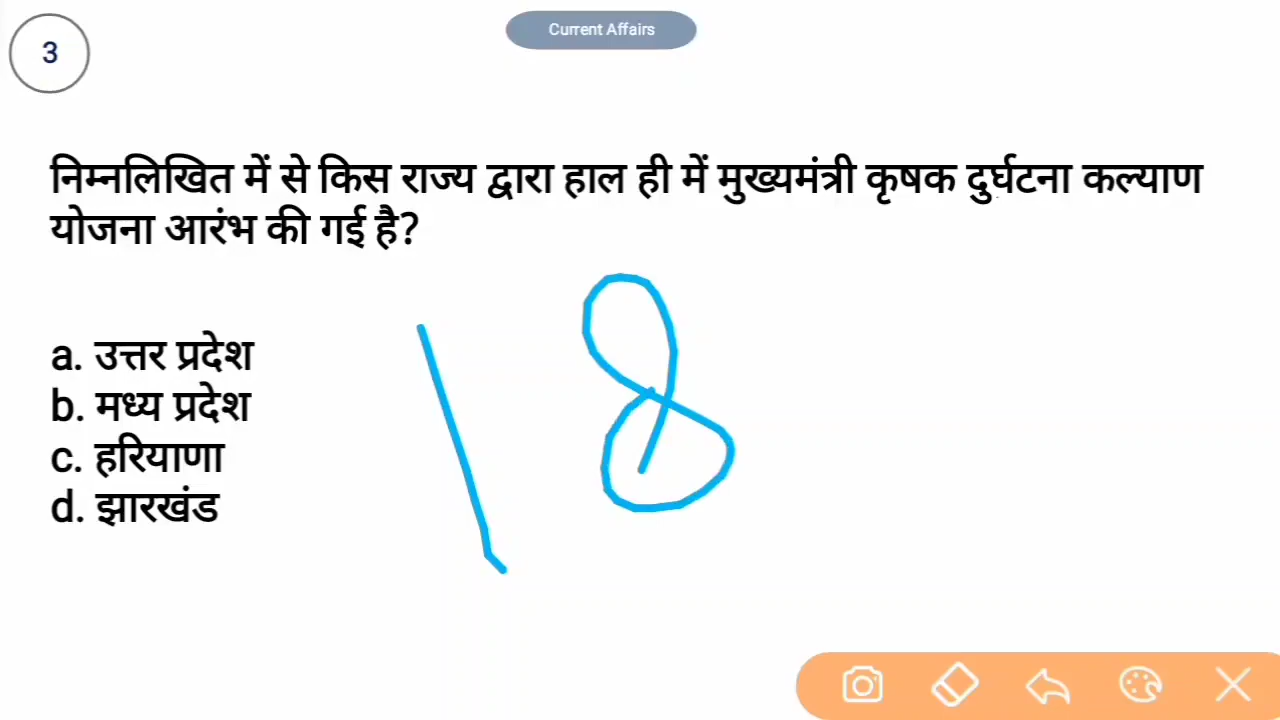 3
Current Affairs
निम्नलिखित में से किस राज्य द्वारा हाल ही में मुख्यमंत्री कृषक दुर्घटना कल्याण
योजना आरंभ की गई है?
a. उत्तर प्रदेश
b. मध्य प्रदेश
c. हरियाणा
d. झारखंड
18